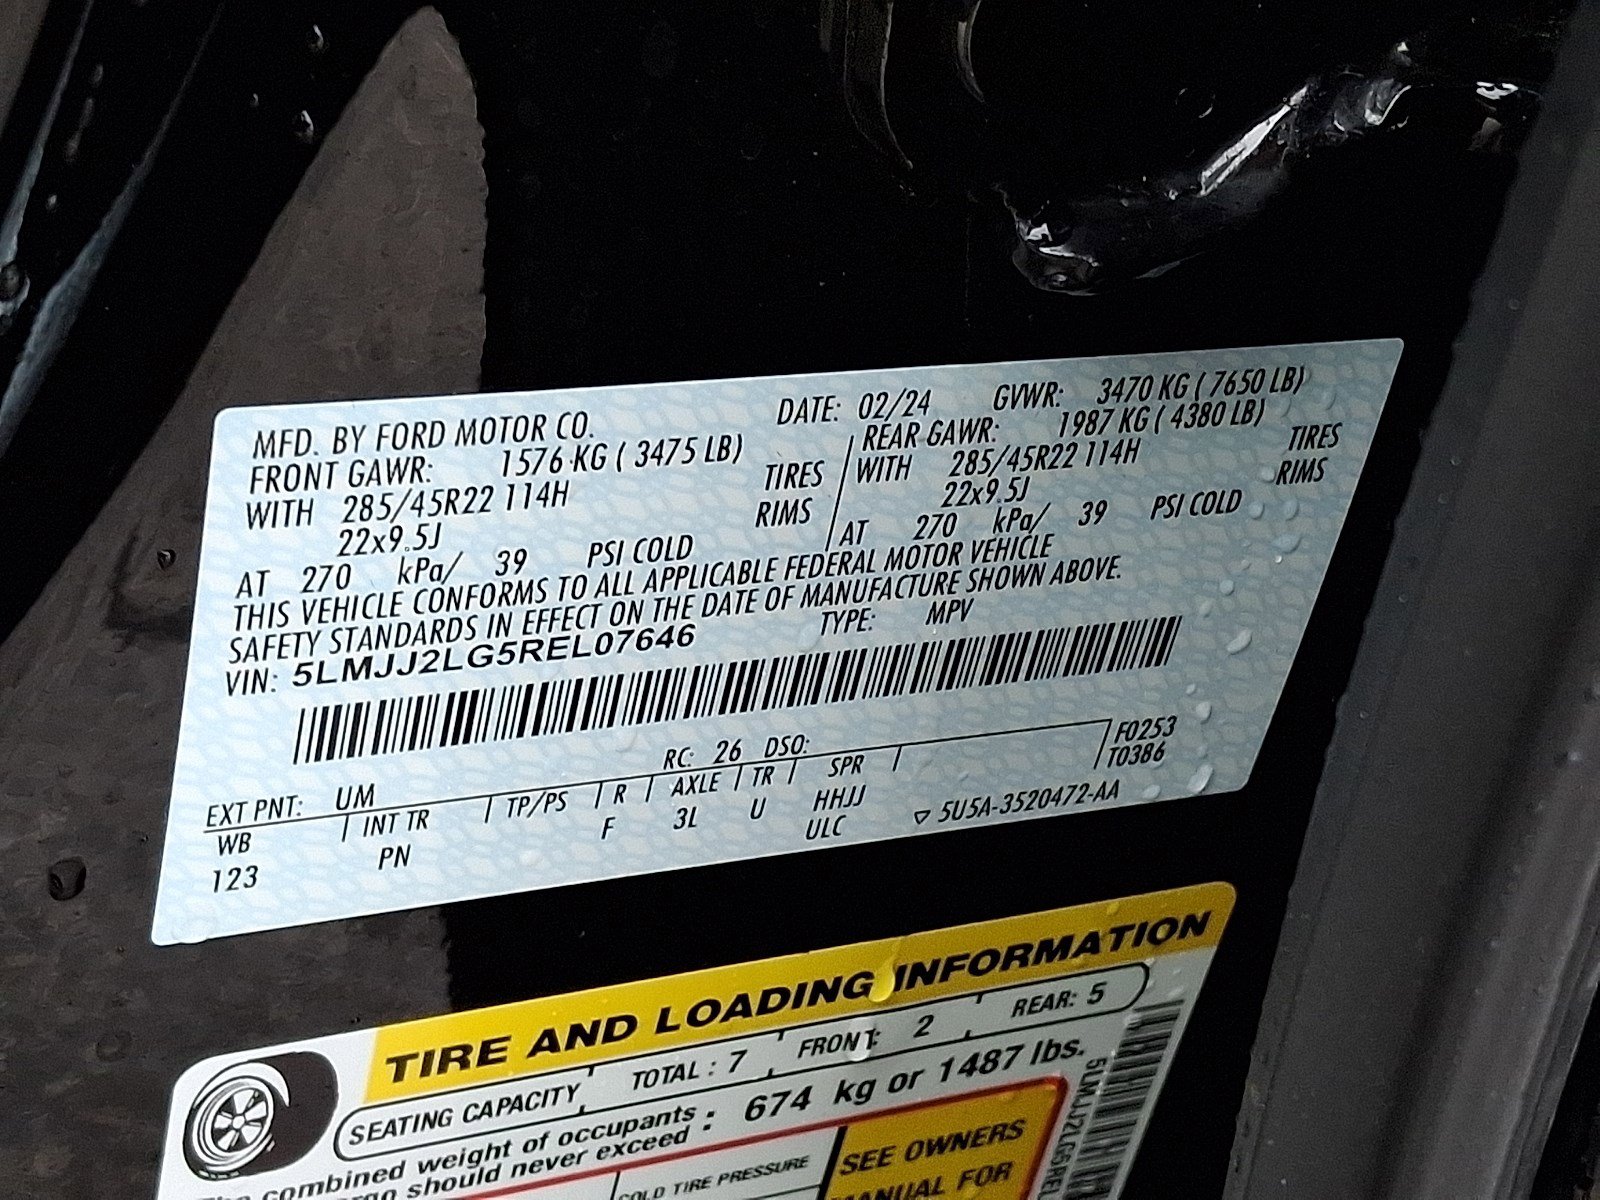 MFD. BY FORD MOTOR CO. DATE: 02/24 GVWR: 3470 KG ( 7650 LB)
FRONT GAWR: 1576 KG ( 3475 LB) REAR GAWR: 1987 KG ( 4380 LB)
WITH 285/45R22 114H TIRES WITH 285/45R22 114H TIRES
22x9.5J RIMS 22x9.5J RIMS
AT 270 kPa/ 39 PSI COLD AT 270 kPa/ 39 PSI COLD
THIS VEHICLE CONFORMS TO ALL APPLICABLE FEDERAL MOTOR VEHICLE
SAFETY STANDARDS IN EFFECT ON THE DATE OF MANUFACTURE SHOWN ABOVE.
VIN: 5LMJJ2LG5REL07646 TYPE: MPV
EXT PNT: UM RC: 26 DSO: F0253
WB INT TR TP/PS R AXLE TR SPR T0386
123 PN F 3L U HHJJ
ULC ▽ 5U5A-3520472-AA
TIRE AND LOADING INFORMATION
SEATING CAPACITY TOTAL : 7 FRONT: 2 REAR: 5
combined weight of occupants
should never exceed : 674 kg or 1487 lbs.
COLD TIRE PRESSURE
SEE OWNERS
MANUAL FOR
5LMJJ2LG5REL